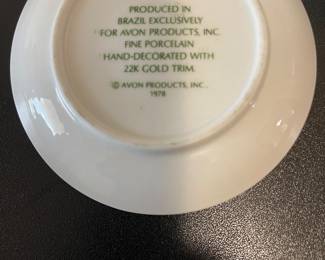 PRODUCED IN
BRAZIL EXCLUSIVELY
FOR AVON PRODUCTS, INC.
FINE PORCELAIN
HAND-DECORATED WITH
22K GOLD TRIM.
© AVON PRODUCTS, INC.
1978